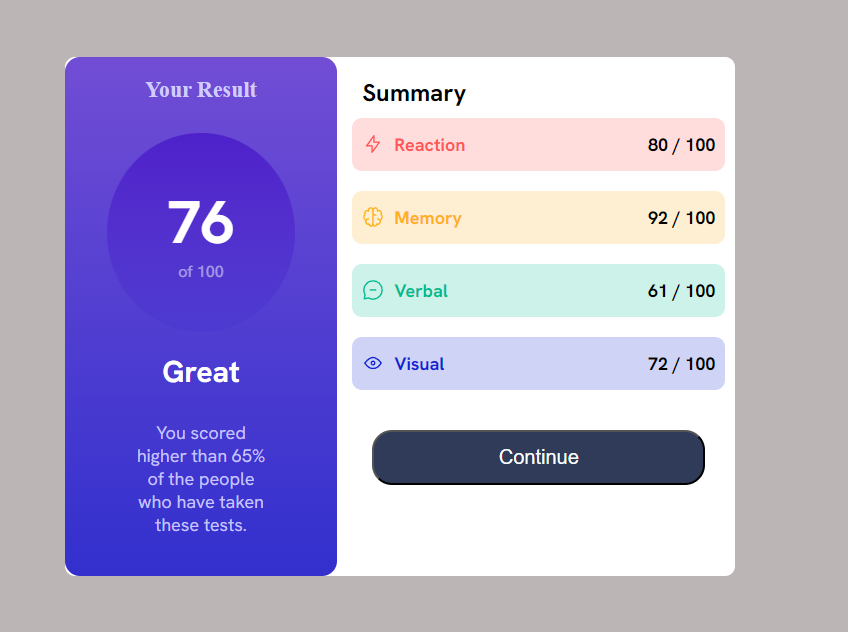 Your Result
76
of 100
Great
You scored
higher than 65%
of the people
who have taken
these tests.
Summary
Reaction 80 / 100
Memory 92 / 100
Verbal 61 / 100
Visual 72 / 100
Continue